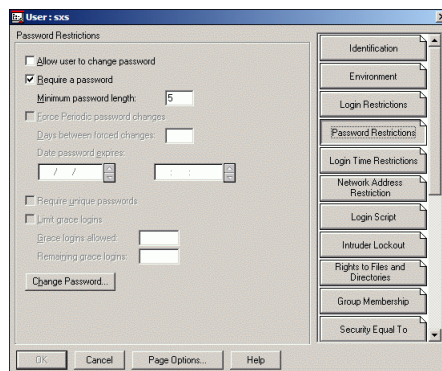 User : sxs
Password Restrictions
Allow user to change password
Require a password
Minimum password length: 5
Force Periodic password changes
Days between forced changes:
Date password expires:
/ / : :
Require unique passwords
Limit grace logins
Grace logins allowed:
Remaining grace logins:
Change Password...
Identification
Environment
Login Restrictions
Password Restrictions
Login Time Restrictions
Network Address
Restriction
Login Script
Intruder Lockout
Rights to Files and
Directories
Group Membership
Security Equal To
OK Cancel Page Options... Help